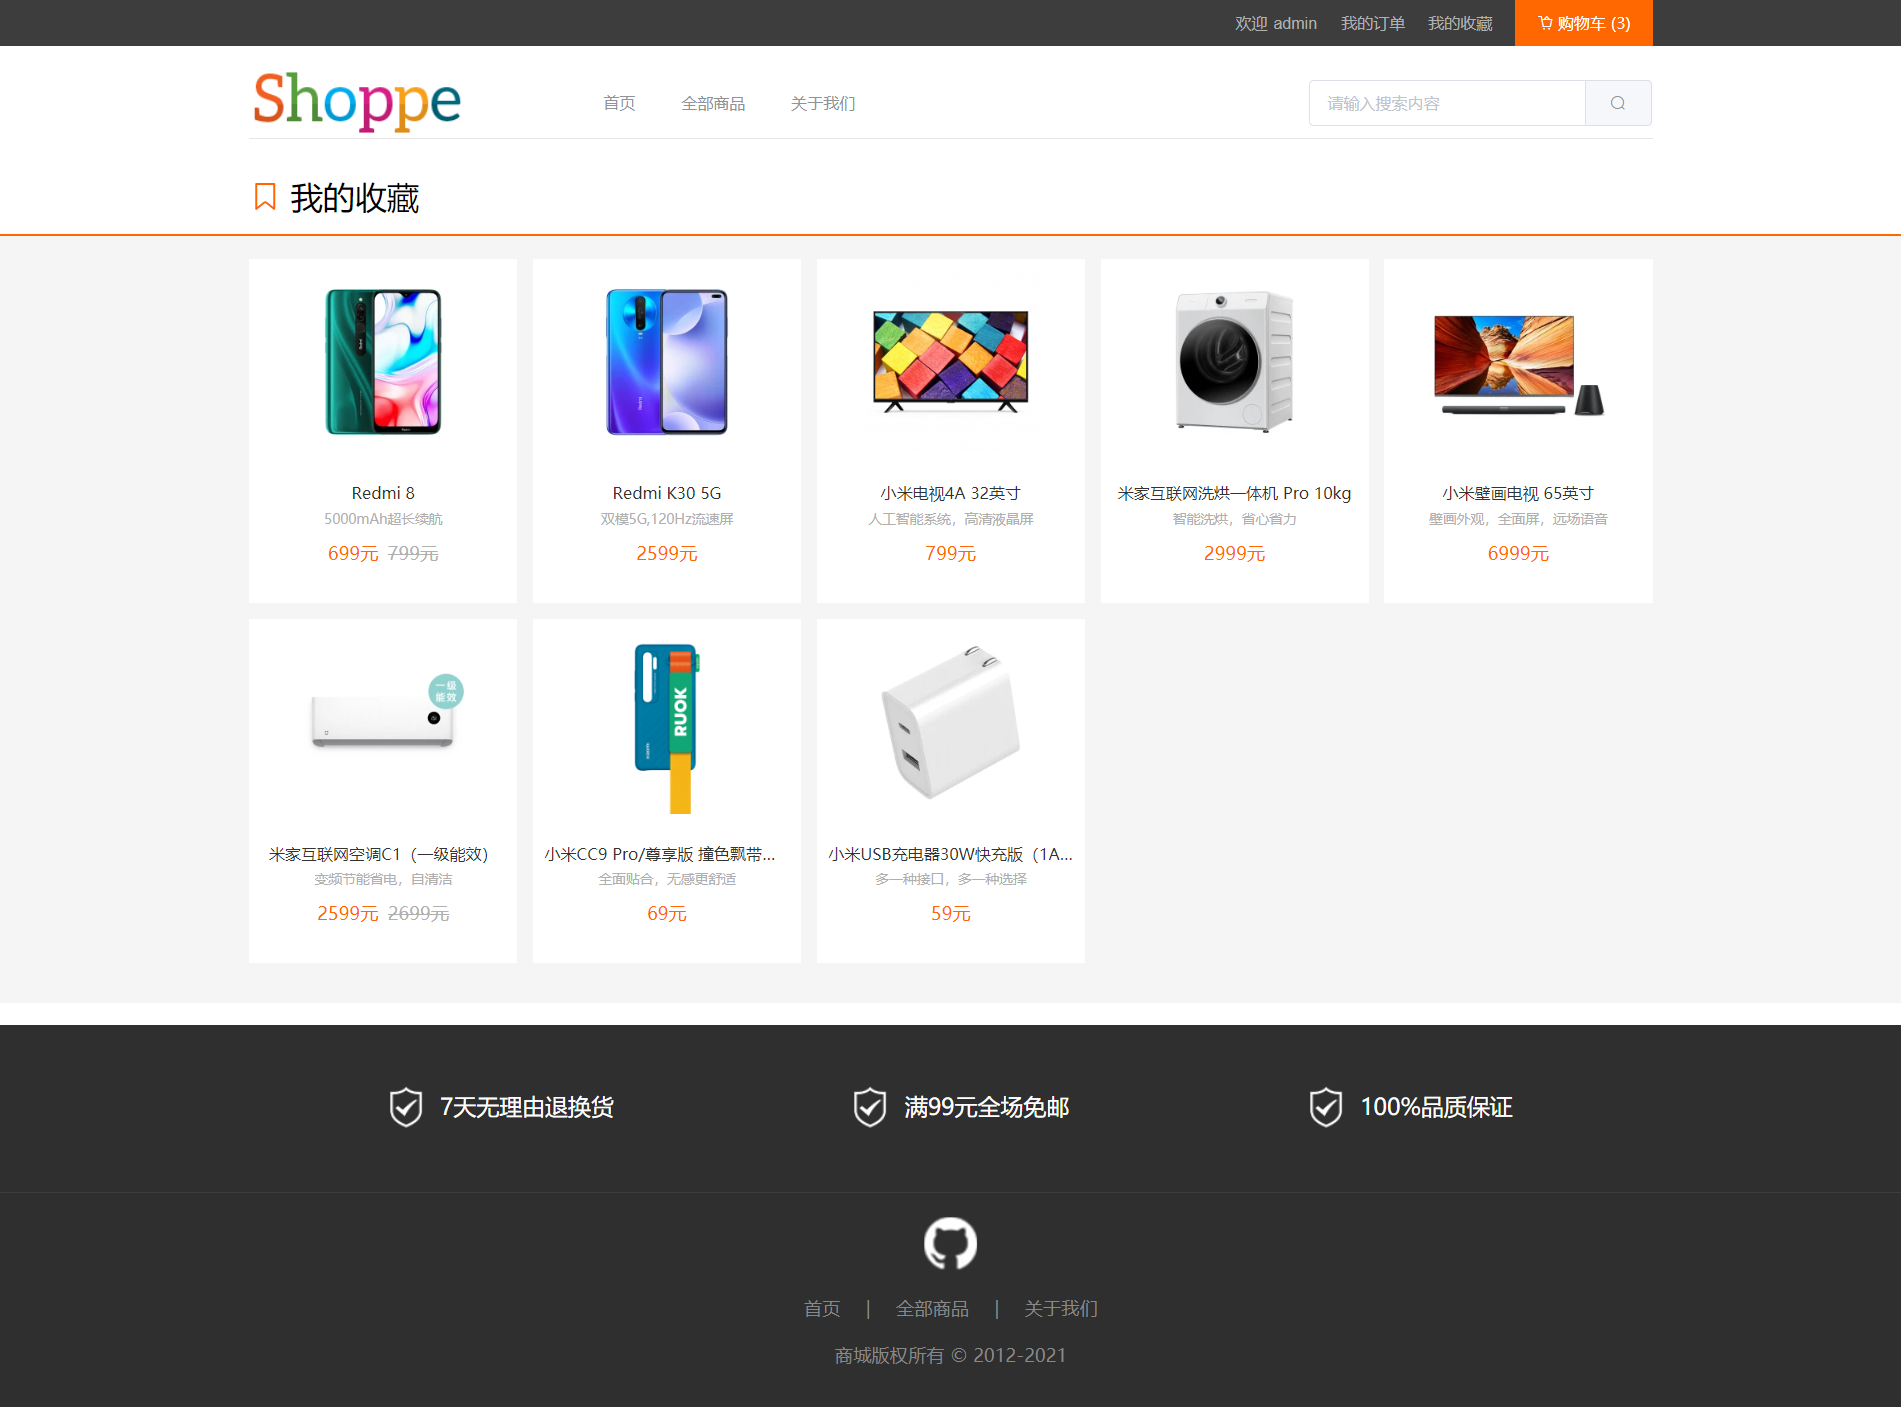 欢迎 admin 我的订单 我的收藏 购物车 (3)
Shoppe 首页 全部商品 关于我们 请输入搜索内容
我的收藏
Redmi 8
5000mAh超长续航
699元 799元
Redmi K30 5G
双模5G,120Hz流速屏
2599元
小米电视4A 32英寸
人工智能系统，高清液晶屏
799元
米家互联网洗烘一体机 Pro 10kg
智能洗烘，省心省力
2999元
小米壁画电视 65英寸
壁画外观，全面屏，远场语音
6999元
一级
能效
米家互联网空调C1（一级能效）
变频节能省电，自清洁
2599元 2699元
RUOK
小米CC9 Pro/尊享版 撞色飘带...
全面贴合，无感更舒适
69元
小米USB充电器30W快充版（1A...
多一种接口，多一种选择
59元
7天无理由退换货 满99元全场免邮 100%品质保证
首页 | 全部商品 | 关于我们
商城版权所有 © 2012-2021